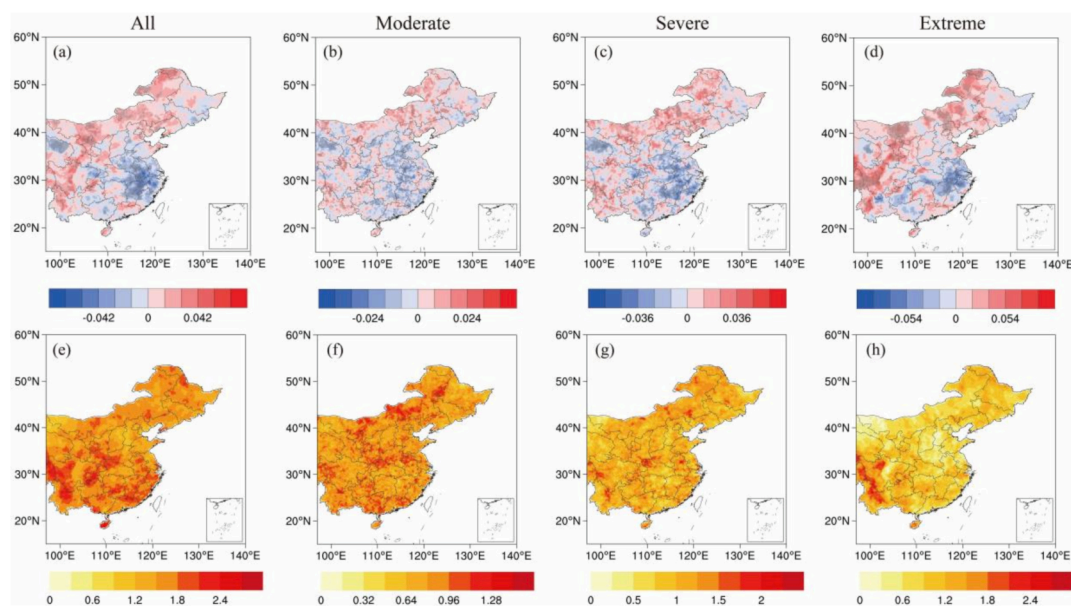 All Moderate Severe Extreme
60°N (a) 60°N (b) 60°N (c) 60°N (d)
50°N 50°N 50°N 50°N
40°N 40°N 40°N 40°N
30°N 30°N 30°N 30°N
20°N 20°N 20°N 20°N
100°E 110°E 120°E 130°E 140°E 100°E 110°E 120°E 130°E 140°E 100°E 110°E 120°E 130°E 140°E 100°E 110°E 120°E 130°E 140°E
-0.042 0 0.042 -0.024 0 0.024 -0.036 0 0.036 -0.054 0 0.054
60°N (e) 60°N (f) 60°N (g) 60°N (h)
50°N 50°N 50°N 50°N
40°N 40°N 40°N 40°N
30°N 30°N 30°N 30°N
20°N 20°N 20°N 20°N
100°E 110°E 120°E 130°E 140°E 100°E 110°E 120°E 130°E 140°E 100°E 110°E 120°E 130°E 140°E 100°E 110°E 120°E 130°E 140°E
0 0.6 1.2 1.8 2.4 0 0.32 0.64 0.96 1.28 0 0.5 1 1.5 2 0 0.6 1.2 1.8 2.4